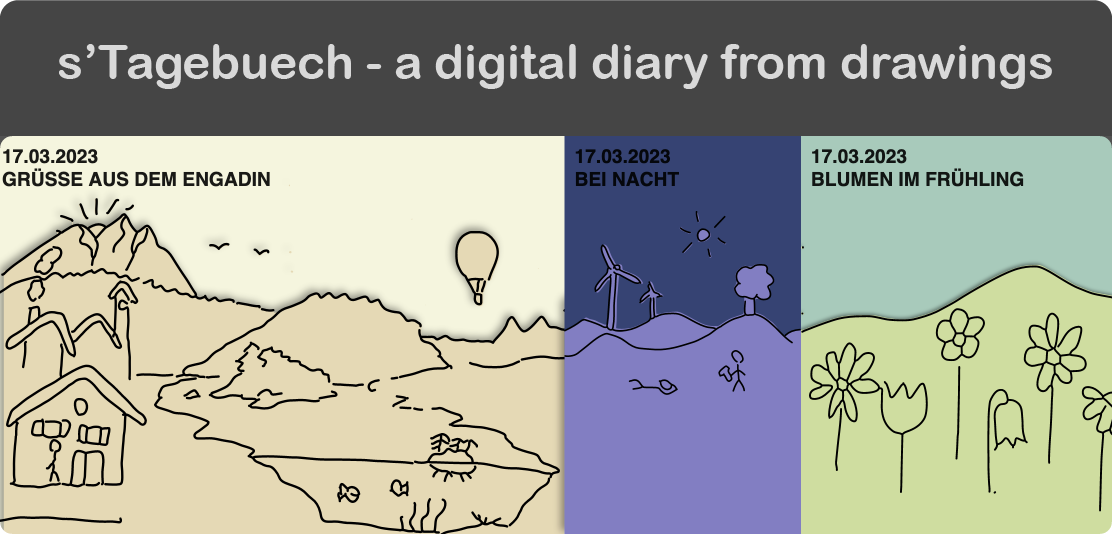 s’Tagebuech - a digital diary from drawings
17.03.2023
GRÜSSE AUS DEM ENGADIN
17.03.2023
BEI NACHT
17.03.2023
BLUMEN IM FRÜHLING